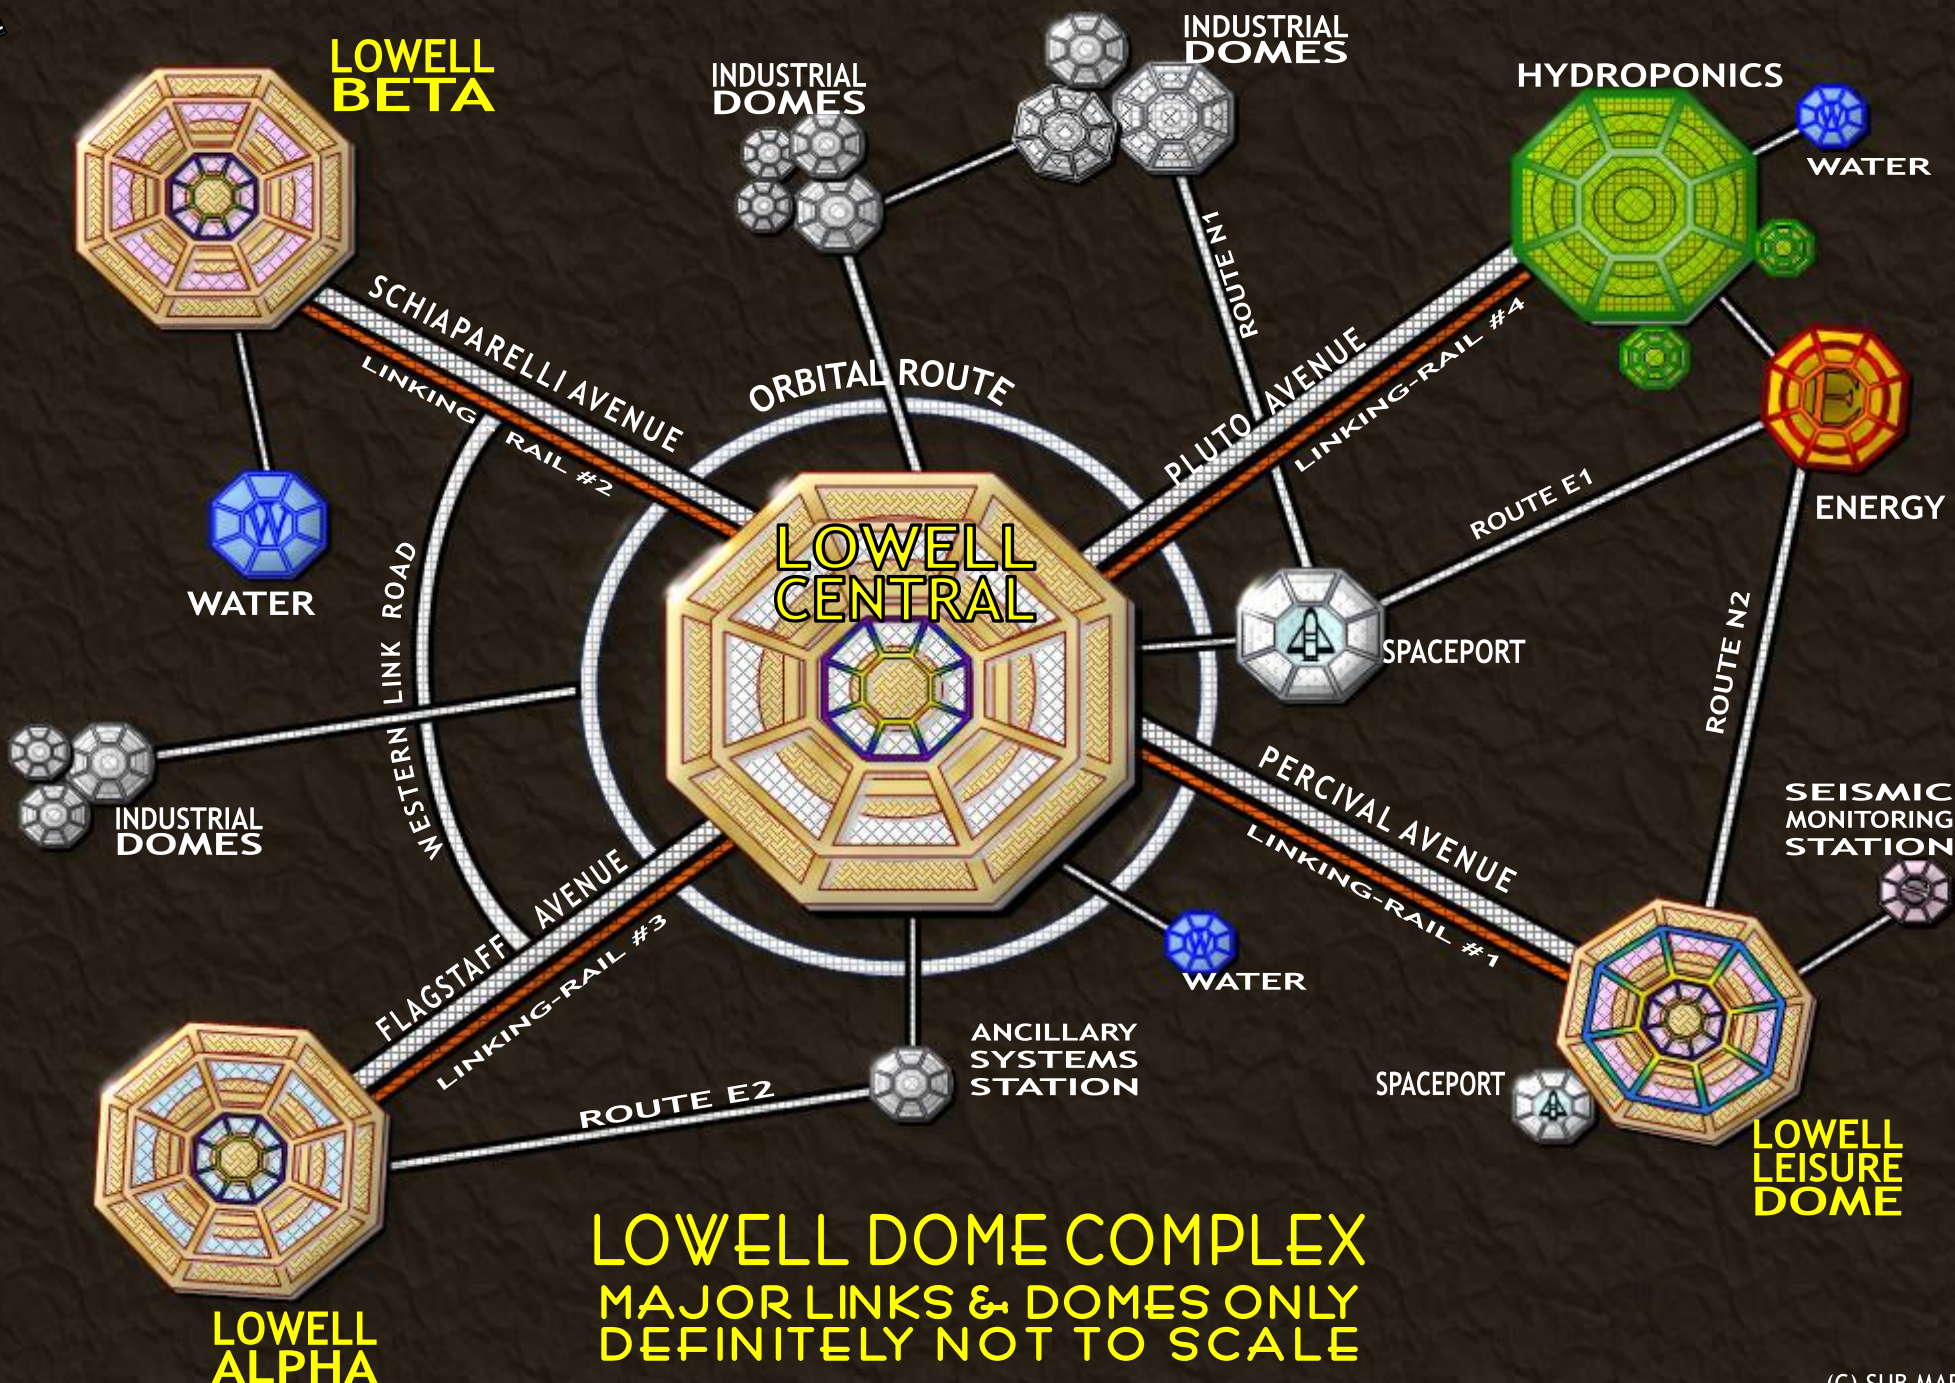 LOWELL
BETA
INDUSTRIAL
DOMES
INDUSTRIAL
DOMES
HYDROPONICS
W
WATER
SCHIAPARELLI AVENUE
LINKING - RAIL #2
ORBITAL ROUTE
ROUTE N1
PLUTO AVENUE
LINKING-RAIL #4
E
ENERGY
ROUTE E1
W
WATER
LOWELL
CENTRAL
WESTERN LINK ROAD
SPACEPORT
ROUTE N2
INDUSTRIAL
DOMES
PERCIVAL AVENUE
LINKING-RAIL #1
SEISMIC
MONITORING
STATION
S
FLAGSTAFF AVENUE
LINKING-RAIL #3
W
WATER
ANCILLARY
SYSTEMS
STATION
ROUTE E2
SPACEPORT
LOWELL
LEISURE
DOME
LOWELL
ALPHA
LOWELL DOME COMPLEX
MAJOR LINKS & DOMES ONLY
DEFINITELY NOT TO SCALE
(C) SUB